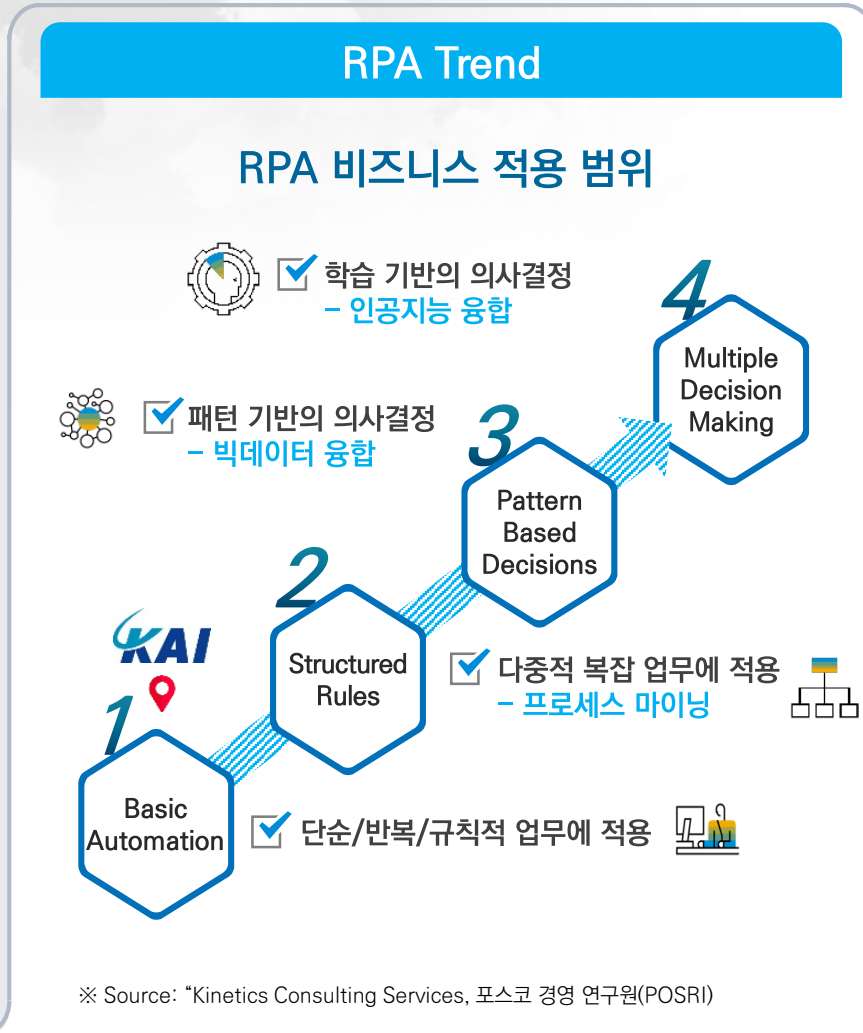 RPA Trend
RPA 비즈니스 적용 범위
학습 기반의 의사결정
- 인공지능 융합
4
Multiple
Decision
Making
패턴 기반의 의사결정
- 빅데이터 융합
3
Pattern
Based
Decisions
2
Structured
Rules
다중적 복잡 업무에 적용
- 프로세스 마이닝
KAI
1
Basic
Automation
단순/반복/규칙적 업무에 적용
※ Source: “Kinetics Consulting Services, 포스코 경영 연구원(POSRI)